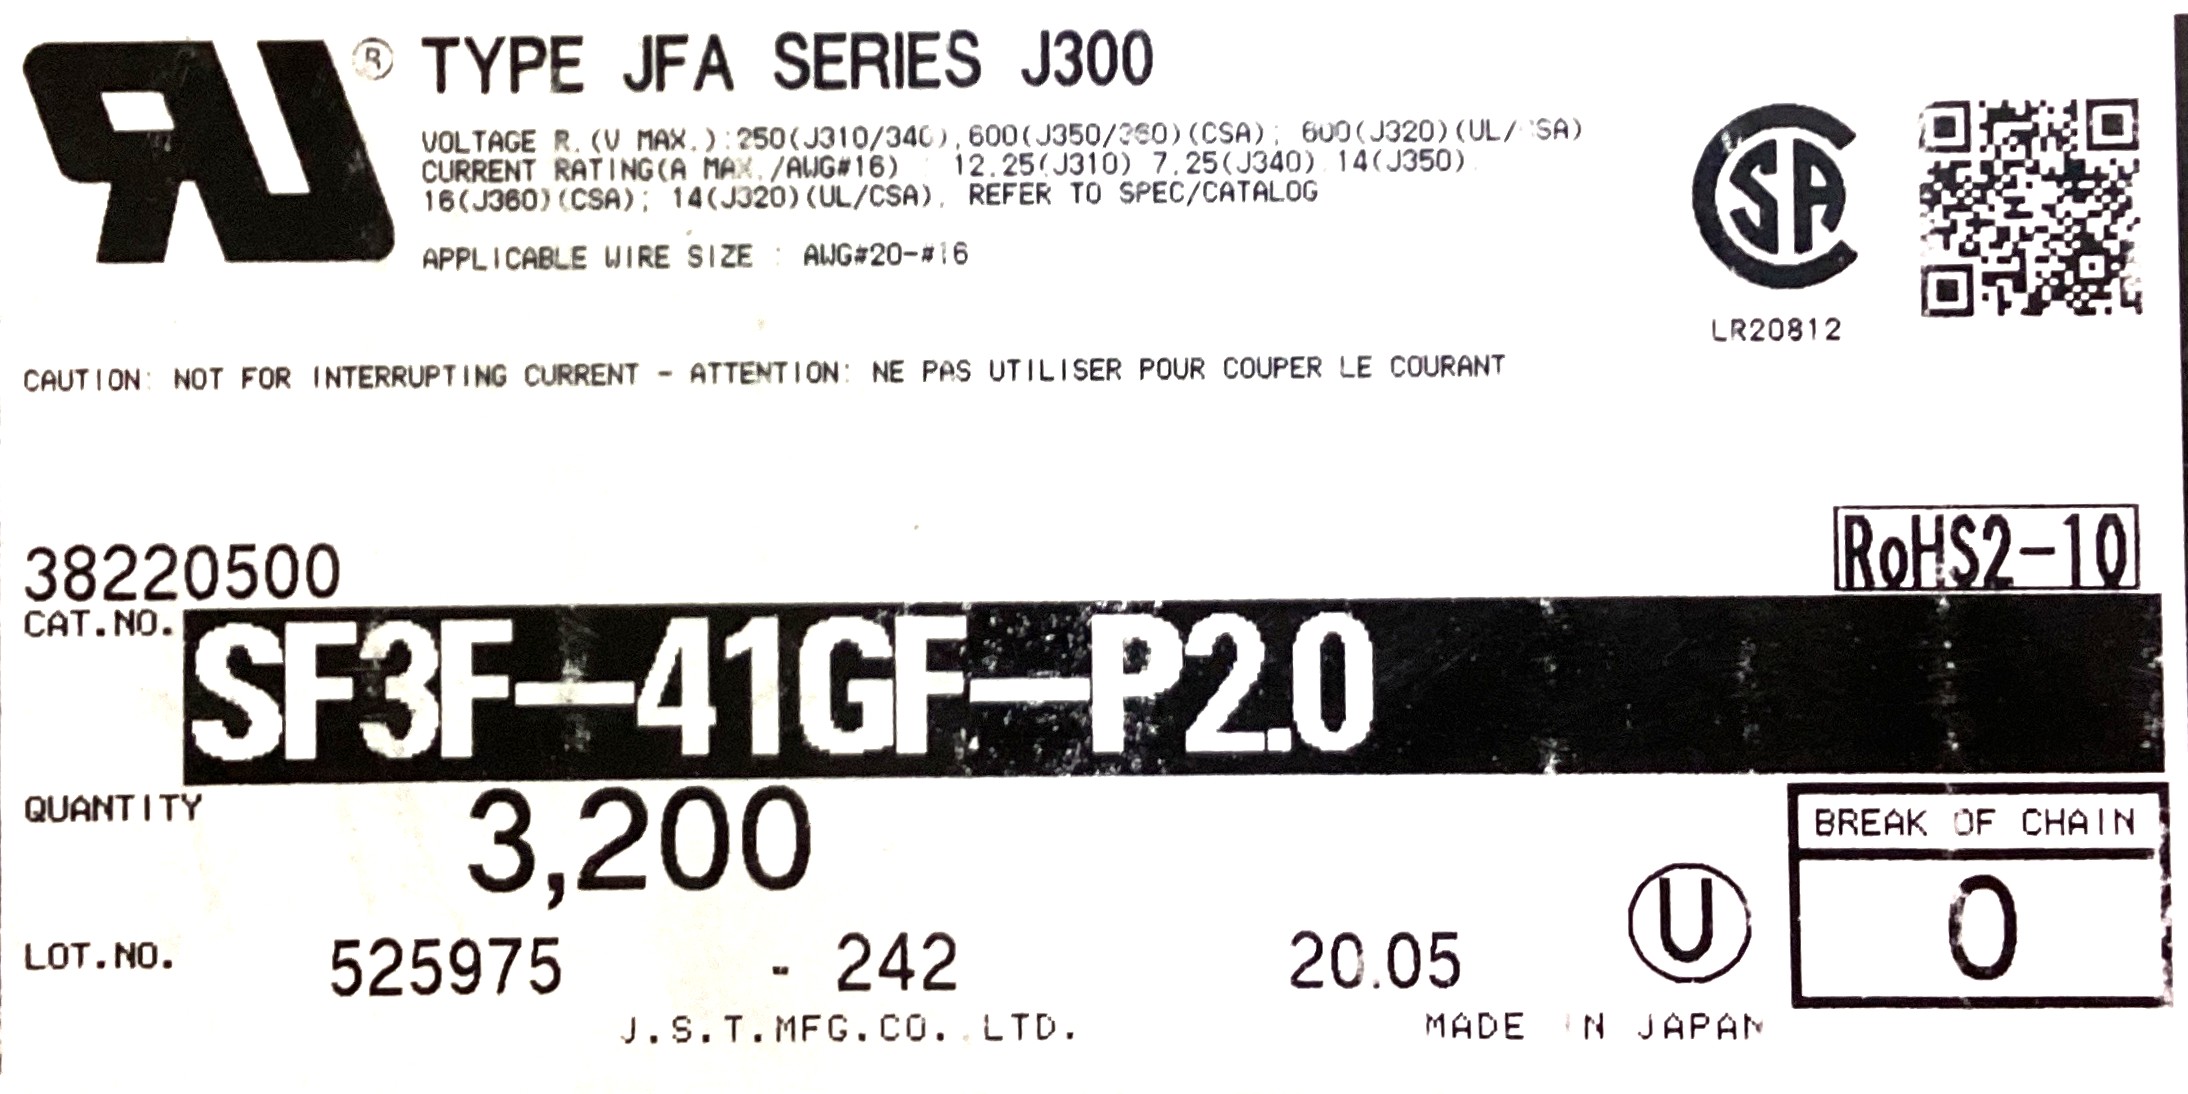 TYPE JFA SERIES J300
VOLTAGE R.(V MAX.):250(J310/340),600(J350/360)(CSA); 600(J320)(UL/CSA)
CURRENT RATING(A MAX./AWG#16) 12.25(J310) 7.25(J340) 14(J350)
16(J360)(CSA); 14(J320)(UL/CSA), REFER TO SPEC/CATALOG
APPLICABLE WIRE SIZE : AWG#20-#16
LR20812
CAUTION: NOT FOR INTERRUPTING CURRENT - ATTENTION: NE PAS UTILISER POUR COUPER LE COURANT
38220500
RoHS2-10
CAT.NO. SF3F-41GF-P2.0
QUANTITY 3,200
BREAK OF CHAIN
0
LOT.NO. 525975 - 242 20.05 U
J.S.T.MFG.CO.,LTD. MADE IN JAPAN